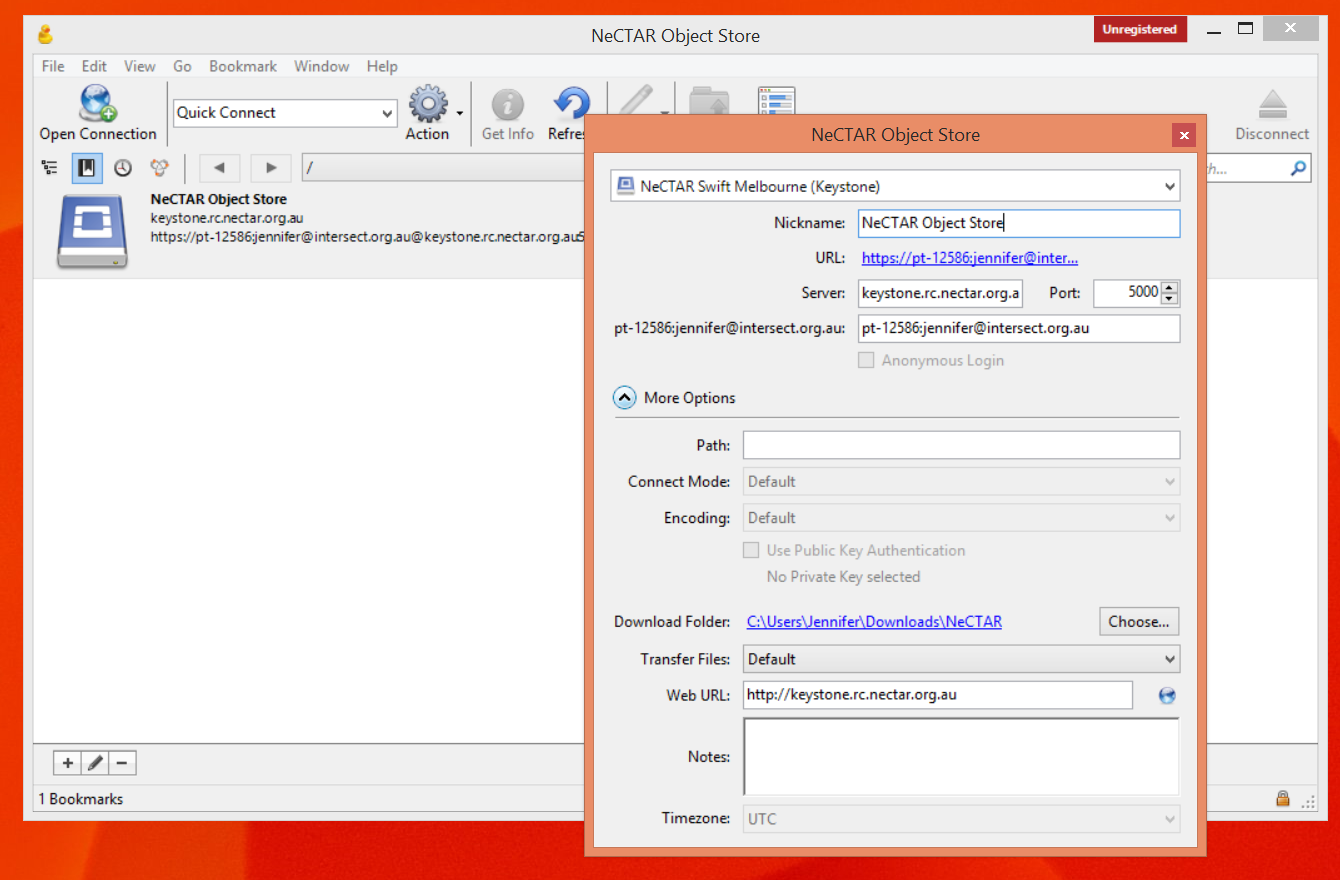 NeCTAR Object Store
Unregistered
File Edit View Go Bookmark Window Help
Open Connection
Quick Connect
Action
Get Info
Disconnect
/
NeCTAR Object Store
keystone.rc.nectar.org.au
https://pt-12586:jennifer@intersect.org.au@keystone.rc.nectar.org.au
1 Bookmarks
NeCTAR Object Store
NeCTAR Swift Melbourne (Keystone)
Nickname: NeCTAR Object Store
URL: https://pt-12586:jennifer@inter...
Server: keystone.rc.nectar.org.a Port: 5000
pt-12586:jennifer@intersect.org.au: pt-12586:jennifer@intersect.org.au
Anonymous Login
More Options
Path:
Connect Mode: Default
Encoding: Default
Use Public Key Authentication
No Private Key selected
Download Folder: C:\Users\Jennifer\Downloads\NeCTAR Choose...
Transfer Files: Default
Web URL: http://keystone.rc.nectar.org.au
Notes:
Timezone: UTC